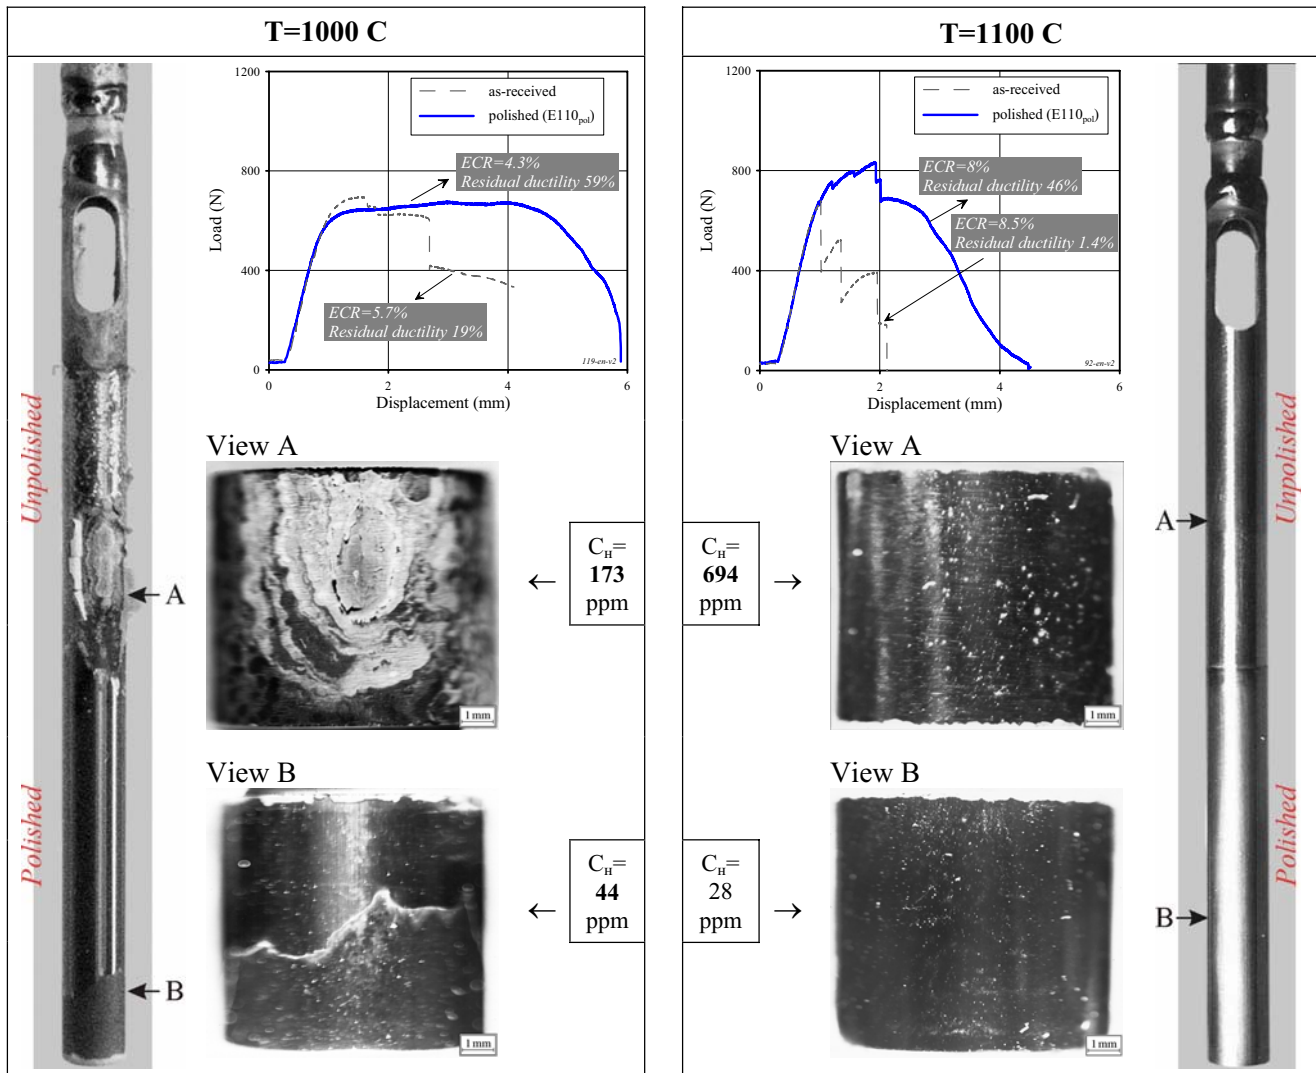 T=1000 C
1200
800
400
0
0
2
4
6
Load (N)
Displacement (mm)
as-received
polished (E110pol)
ECR=4.3%
Residual ductility 59%
ECR=5.7%
Residual ductility 19%
119-en-v2
Unpolished
Polished
A
B
View A
1 mm
View B
1 mm
CH=
173
ppm
←
CH=
44
ppm
←
T=1100 C
1200
800
400
0
0
2
4
6
Load (N)
Displacement (mm)
as-received
polished (E110pol)
ECR=8%
Residual ductility 46%
ECR=8.5%
Residual ductility 1.4%
92-en-v2
CH=
694
ppm
→
CH=
28
ppm
→
View A
1 mm
View B
1 mm
A
B
Unpolished
Polished